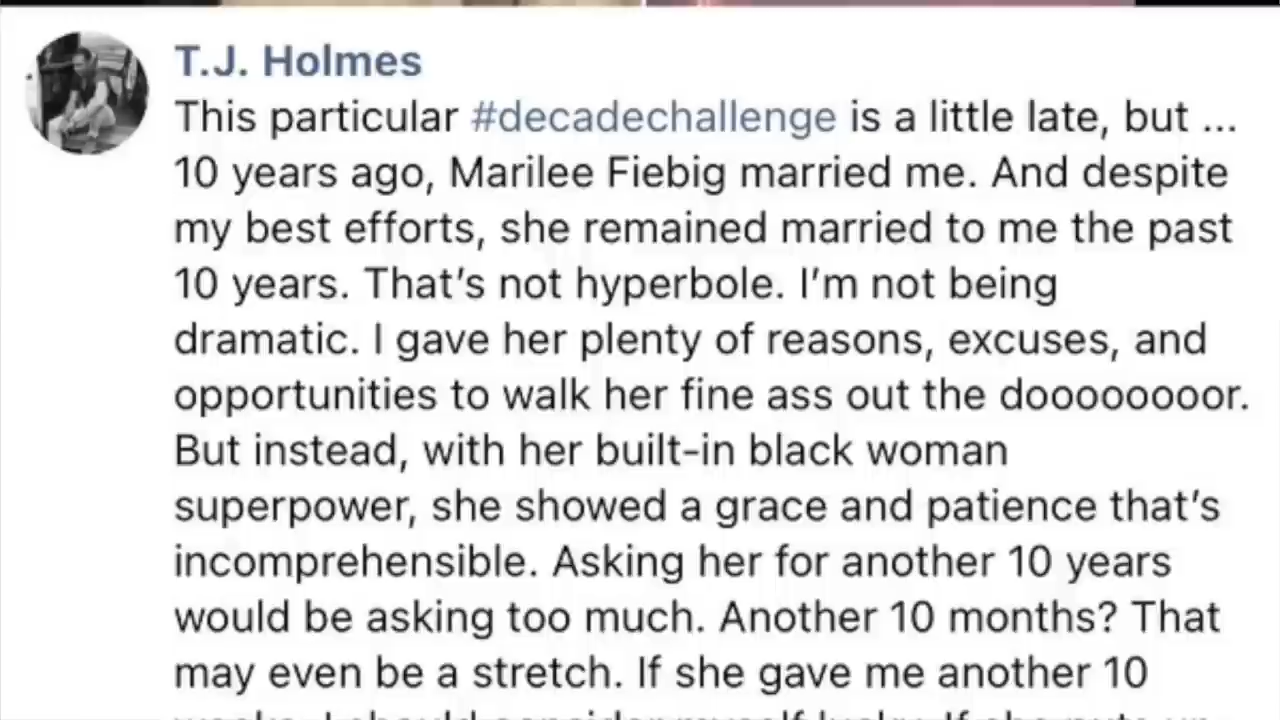 T.J. Holmes
This particular #decadechallenge is a little late, but ...
10 years ago, Marilee Fiebig married me. And despite
my best efforts, she remained married to me the past
10 years. That’s not hyperbole. I’m not being
dramatic. I gave her plenty of reasons, excuses, and
opportunities to walk her fine ass out the dooooooooor.
But instead, with her built-in black woman
superpower, she showed a grace and patience that’s
incomprehensible. Asking her for another 10 years
would be asking too much. Another 10 months? That
may even be a stretch. If she gave me another 10